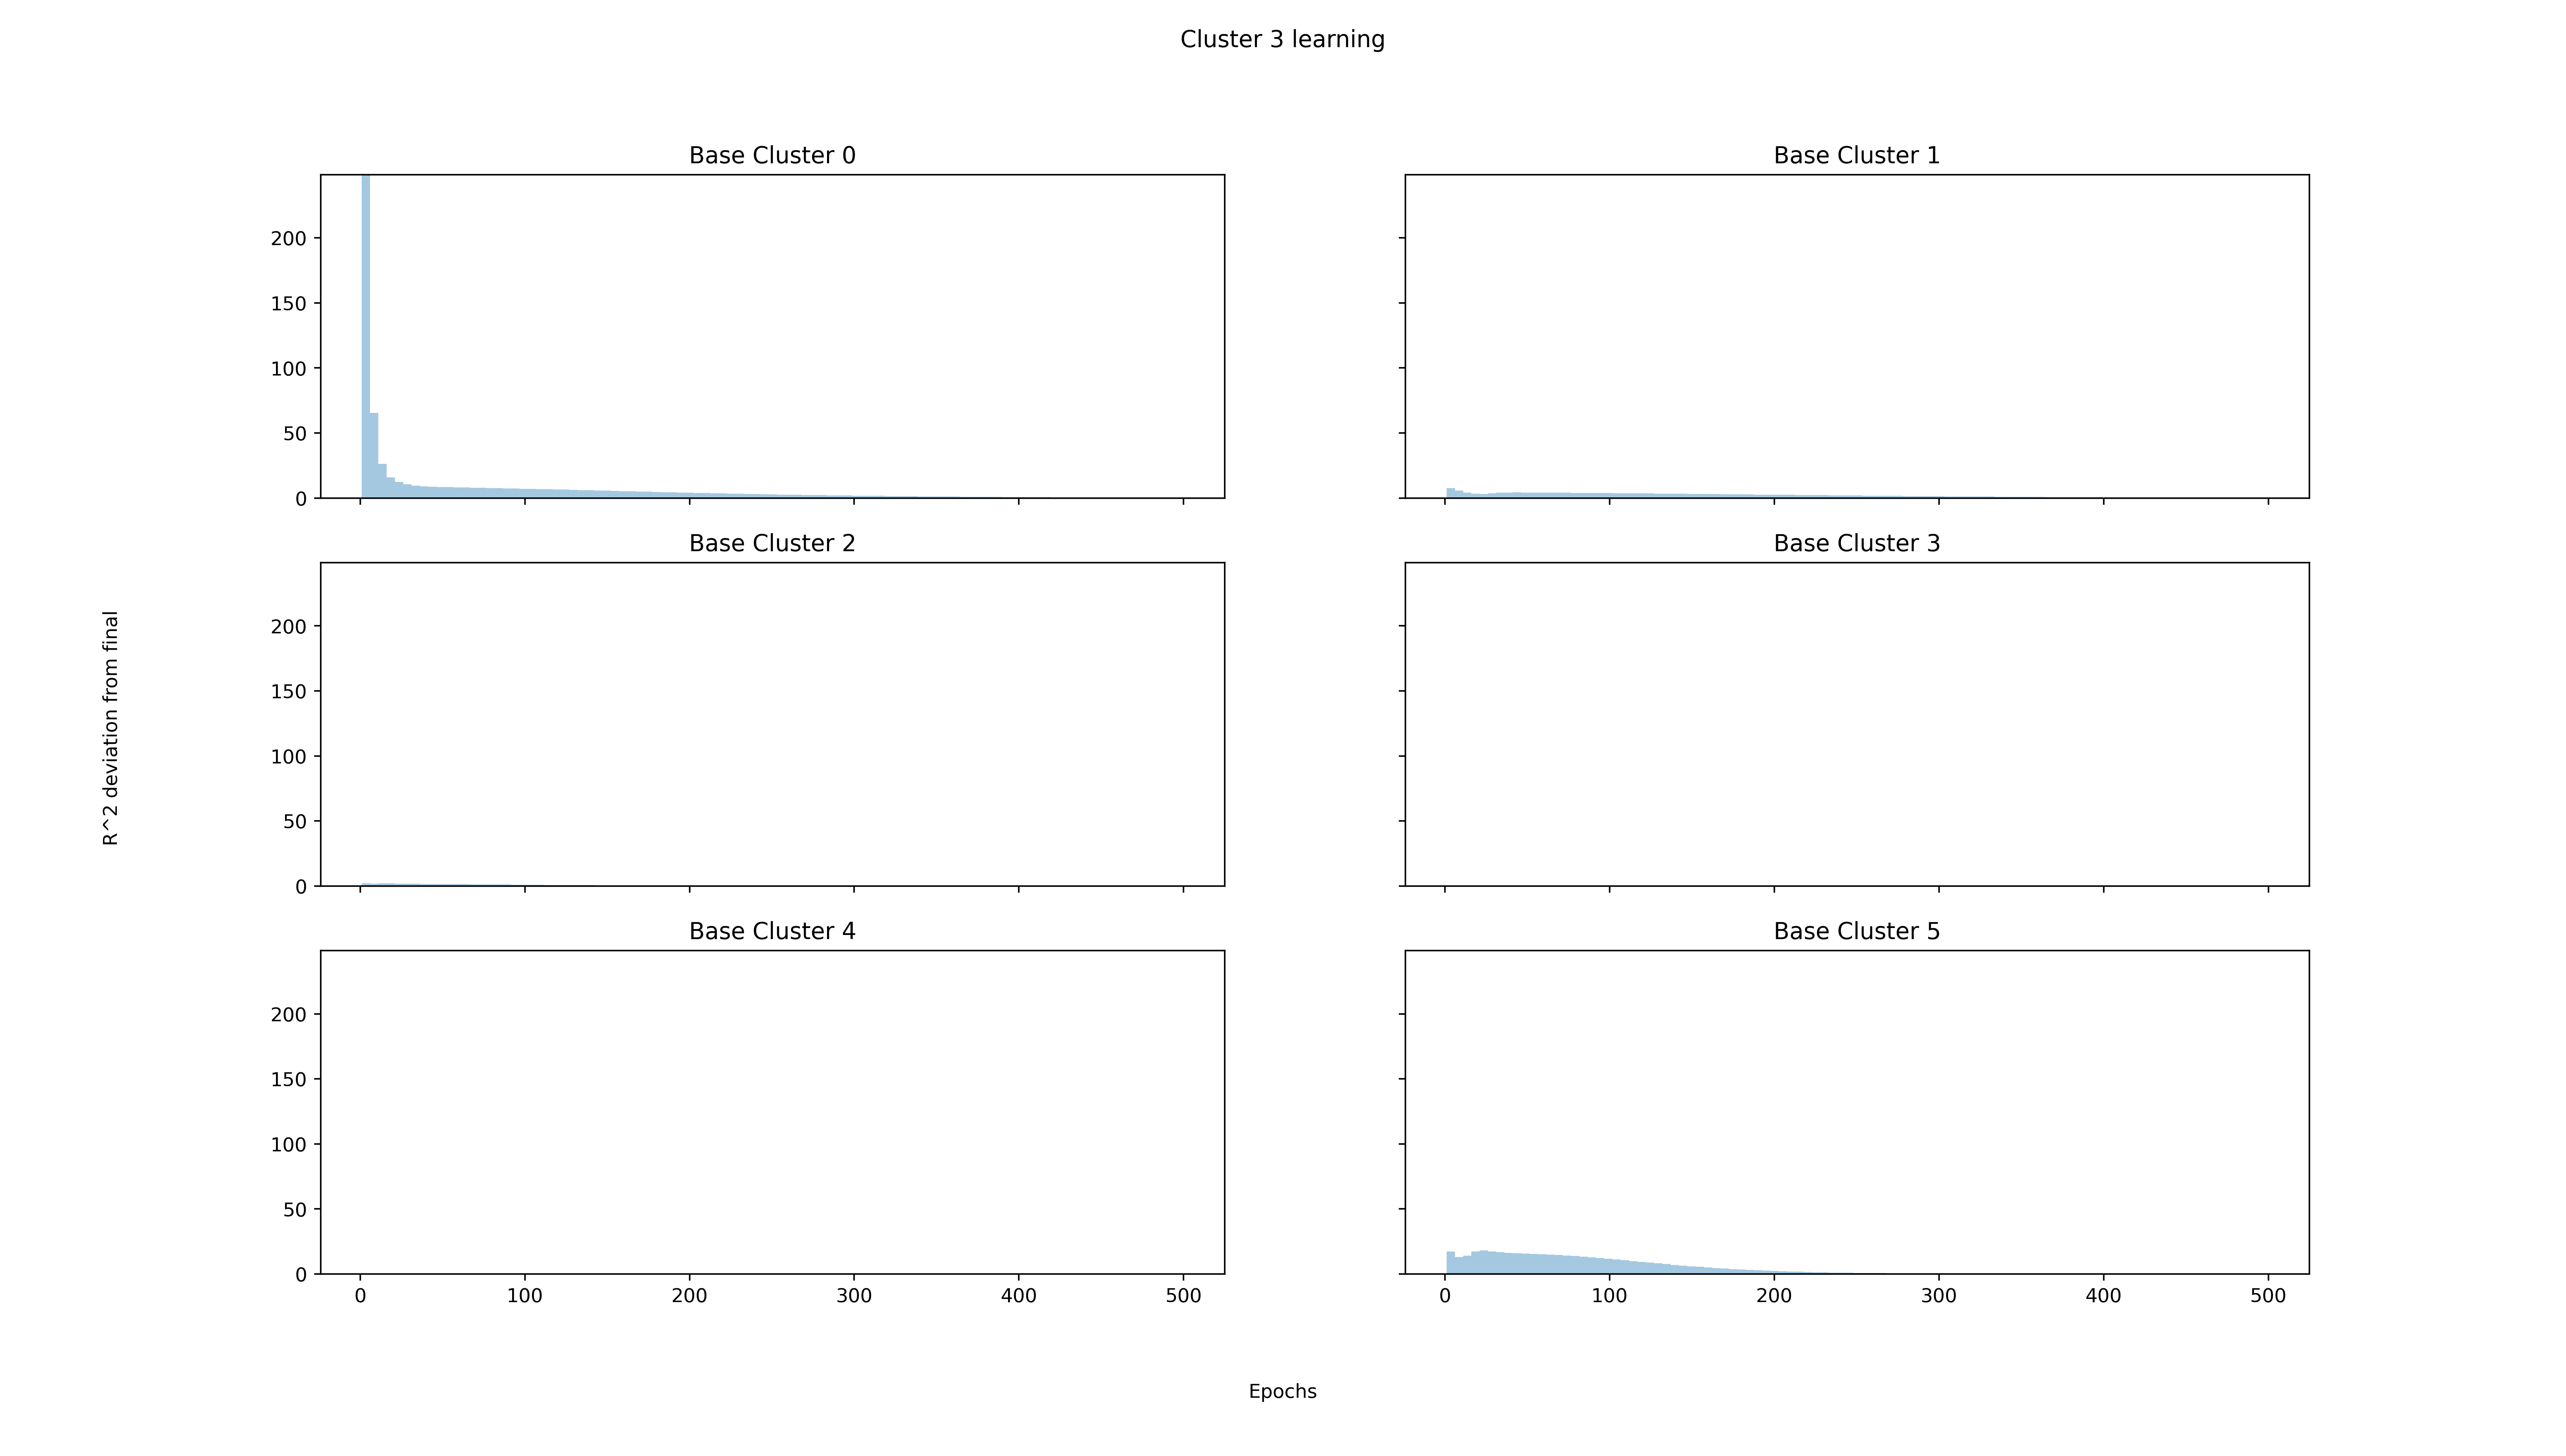 Cluster 3 learning
Base Cluster 0
200
150
100
50
0
Base Cluster 1
Base Cluster 2
200
150
100
50
0
Base Cluster 3
R^2 deviation from final
Base Cluster 4
200
150
100
50
0
0 100 200 300 400 500
Base Cluster 5
0 100 200 300 400 500
Epochs